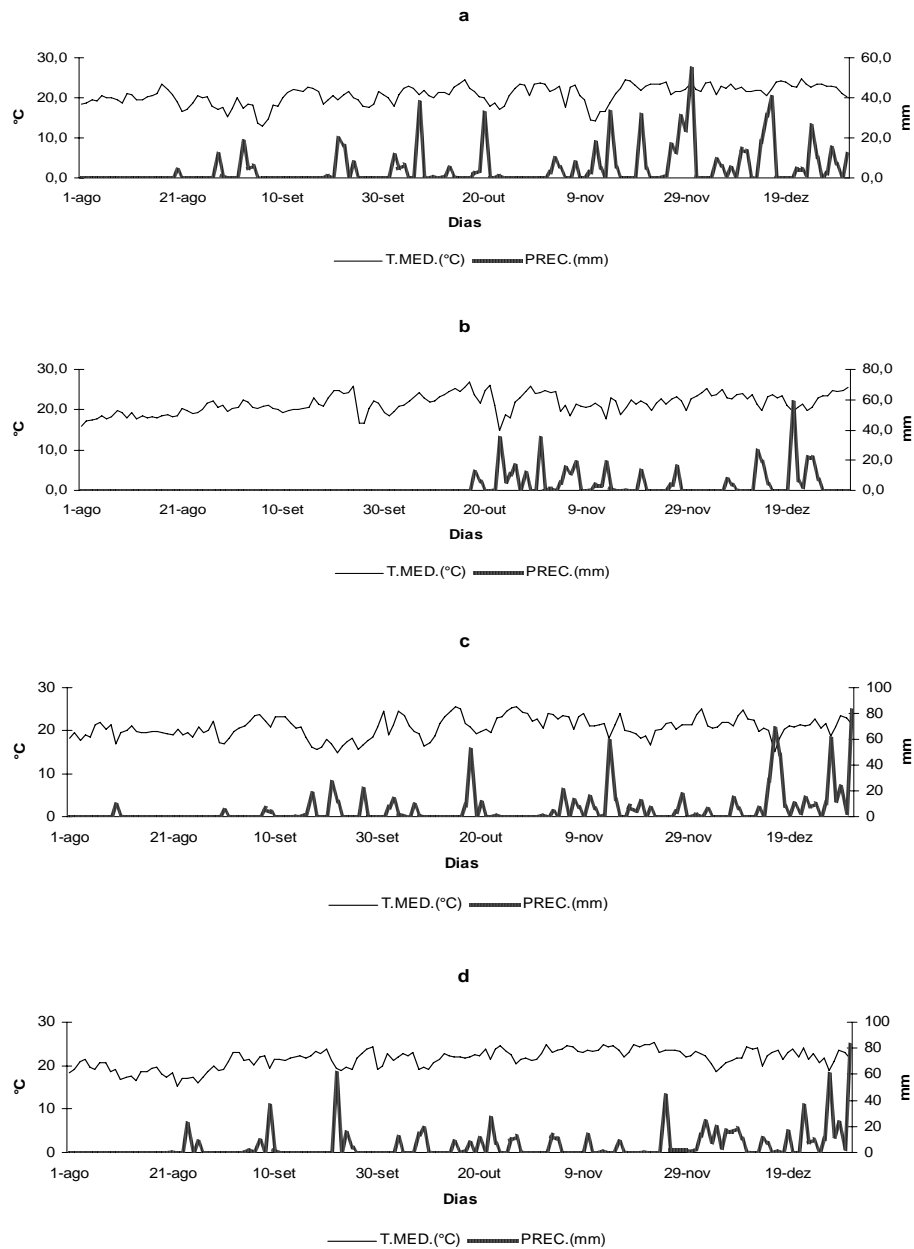 a
30,0 60,0
20,0 40,0
10,0 20,0
0,0 0,0
°C
mm
1-ago 21-ago 10-set 30-set 20-out 9-nov 29-nov 19-dez
Dias
T.MED.(°C) PREC.(mm)
b
30,0 80,0
60,0
20,0
40,0
10,0
20,0
0,0 0,0
°C
mm
1-ago 21-ago 10-set 30-set 20-out 9-nov 29-nov 19-dez
Dias
T.MED.(°C) PREC.(mm)
c
30 100
80
20
60
40
10
20
0 0
°C
mm
1-ago 21-ago 10-set 30-set 20-out 9-nov 29-nov 19-dez
Dias
T.MED.(°C) PREC.(mm)
d
30 100
80
20
60
40
10
20
0 0
°C
mm
1-ago 21-ago 10-set 30-set 20-out 9-nov 29-nov 19-dez
Dias
T.MED.(°C) PREC.(mm)